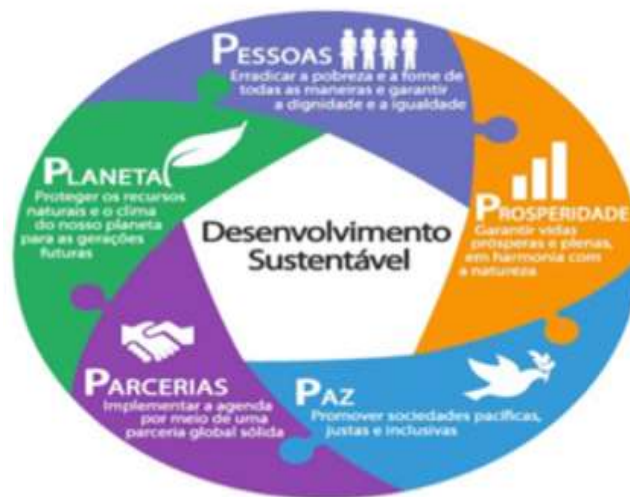 PESSOAS
Erradicar a pobreza e a fome de
todas as maneiras e garantir
a dignidade e a igualdade
PROSPERIDADE
Garantir vidas
prósperas e plenas,
em harmonia com
a natureza
PAZ
Promover sociedades pacíficas,
justas e inclusivas
PARCERIAS
Implementar a agenda
por meio de uma
parceria global sólida
PLANETA
Proteger os recursos
naturais e o clima
do nosso planeta
para as gerações
futuras
Desenvolvimento
Sustentável